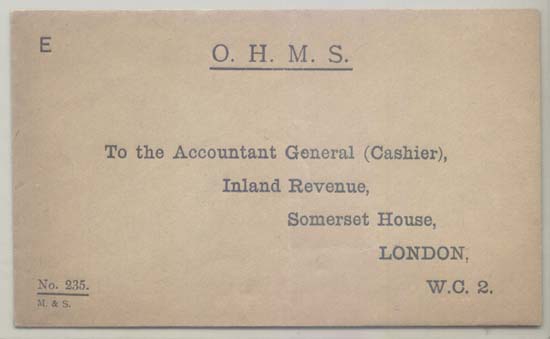 E
O. H. M. S.
To the Accountant General (Cashier),
Inland Revenue,
Somerset House,
LONDON,
W.C. 2.
No. 235.
M. & S.